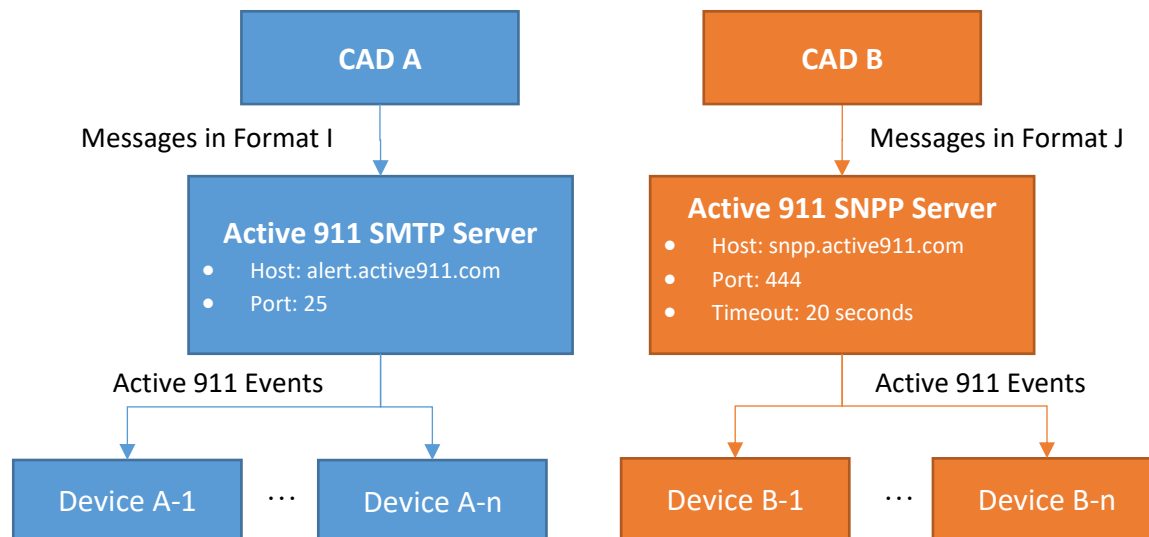 CAD A
Messages in Format I
Active 911 SMTP Server
• Host: alert.active911.com
• Port: 25
Active 911 Events
Device A-1
...
Device A-n
CAD B
Messages in Format J
Active 911 SNPP Server
• Host: snpp.active911.com
• Port: 444
• Timeout: 20 seconds
Active 911 Events
Device B-1
...
Device B-n